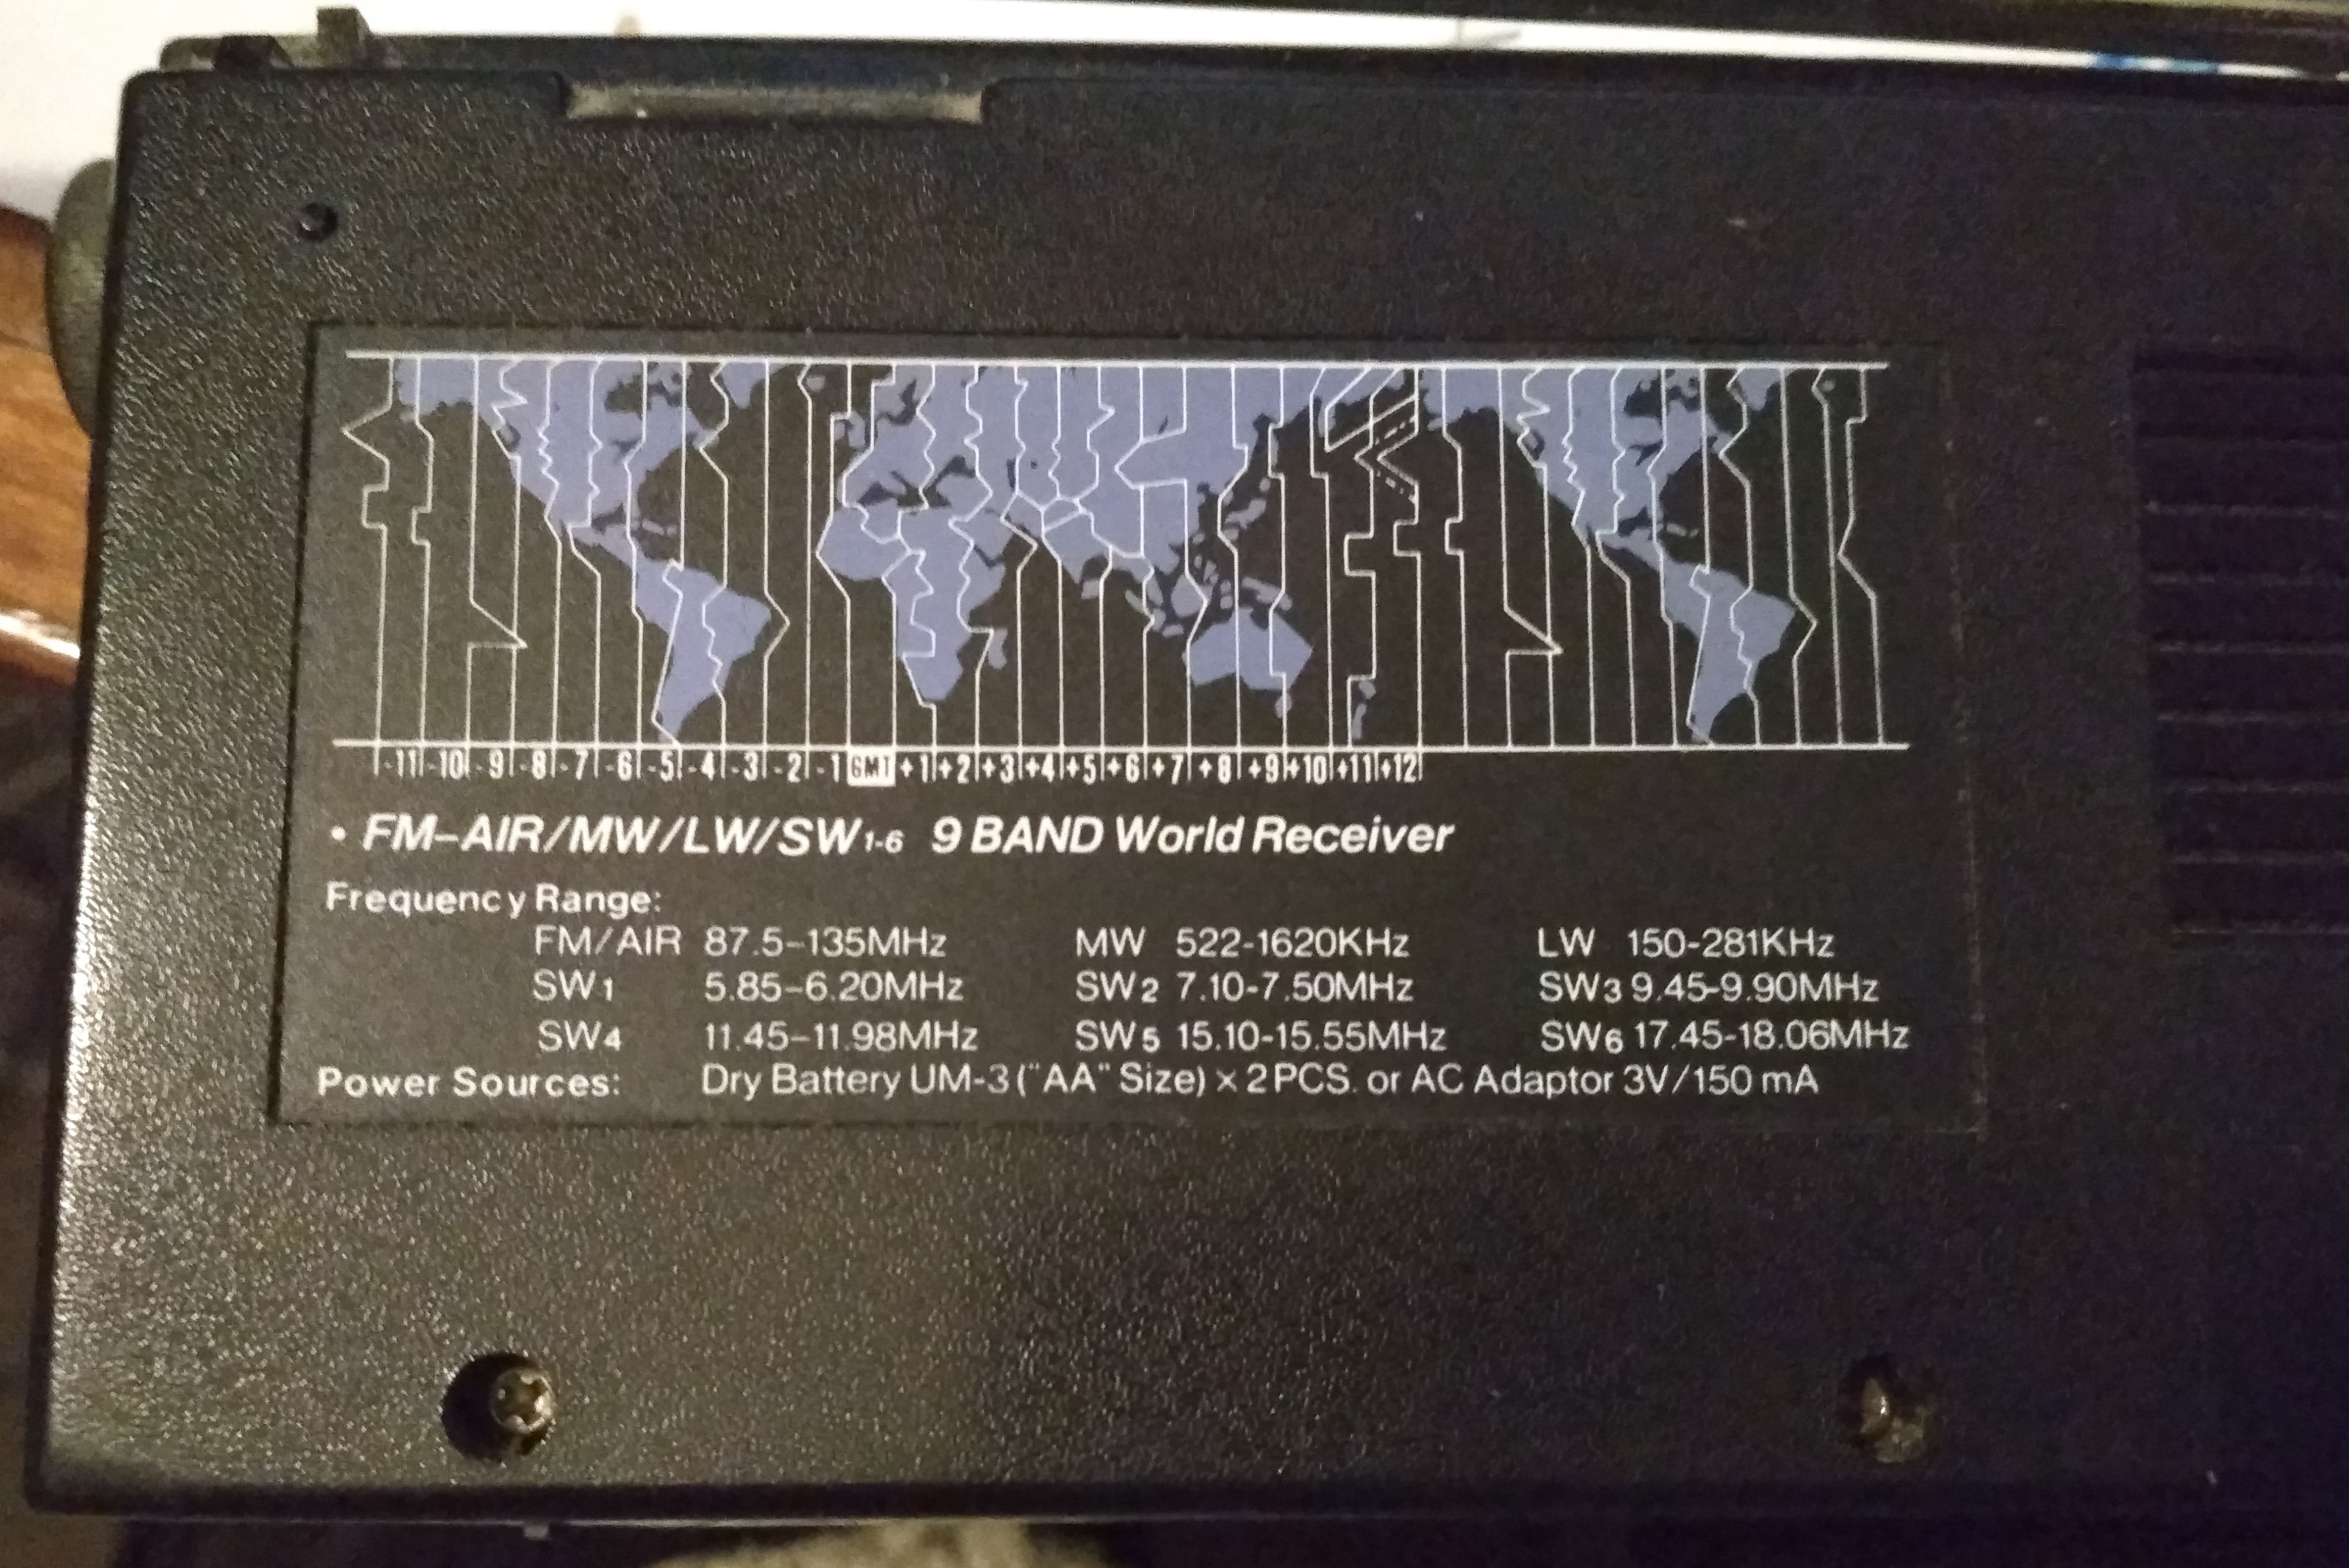 -11 -10 -9 -8 -7 -6 -5 -4 -3 -2 -1 GMT +1 +2 +3 +4 +5 +6 +7 +8 +9 +10 +11 +12
• FM-AIR/MW/LW/SW1-6 9 BAND World Receiver
Frequency Range:
FM/AIR 87.5-135MHz MW 522-1620KHz LW 150-281KHz
SW1 5.85-6.20MHz SW2 7.10-7.50MHz SW3 9.45-9.90MHz
SW4 11.45-11.98MHz SW5 15.10-15.55MHz SW6 17.45-18.06MHz
Power Sources: Dry Battery UM-3 ("AA" Size) × 2 PCS. or AC Adaptor 3V/150 mA